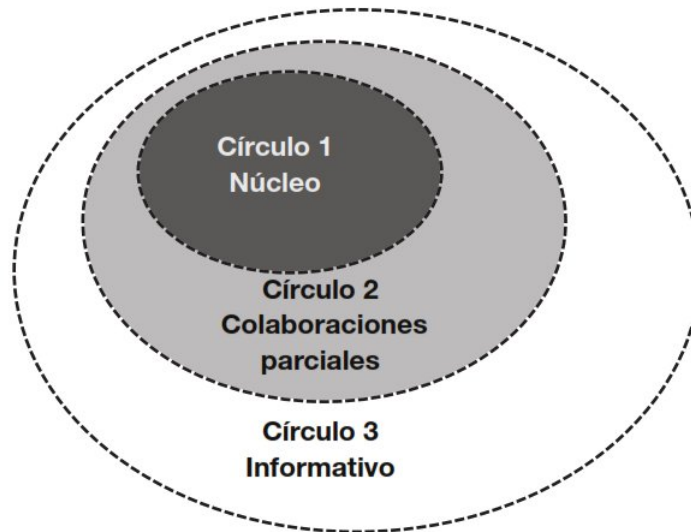 Círculo 1
Núcleo
Círculo 2
Colaboraciones
parciales
Círculo 3
Informativo